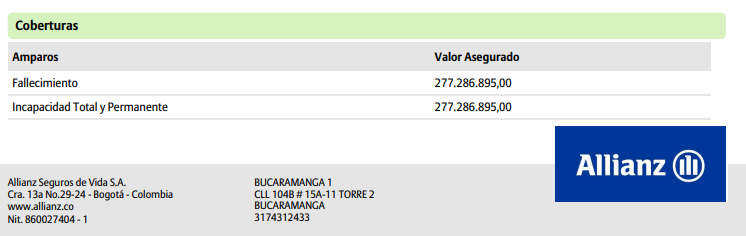 Coberturas
Amparos Valor Asegurado
Fallecimiento 277.286.895,00
Incapacidad Total y Permanente 277.286.895,00
Allianz
Allianz Seguros de Vida S.A.
Cra. 13a No.29-24 - Bogotá - Colombia
www.allianz.co
Nit. 860027404 - 1
BUCARAMANGA 1
CLL 104B # 15A-11 TORRE 2
BUCARAMANGA
3174312433